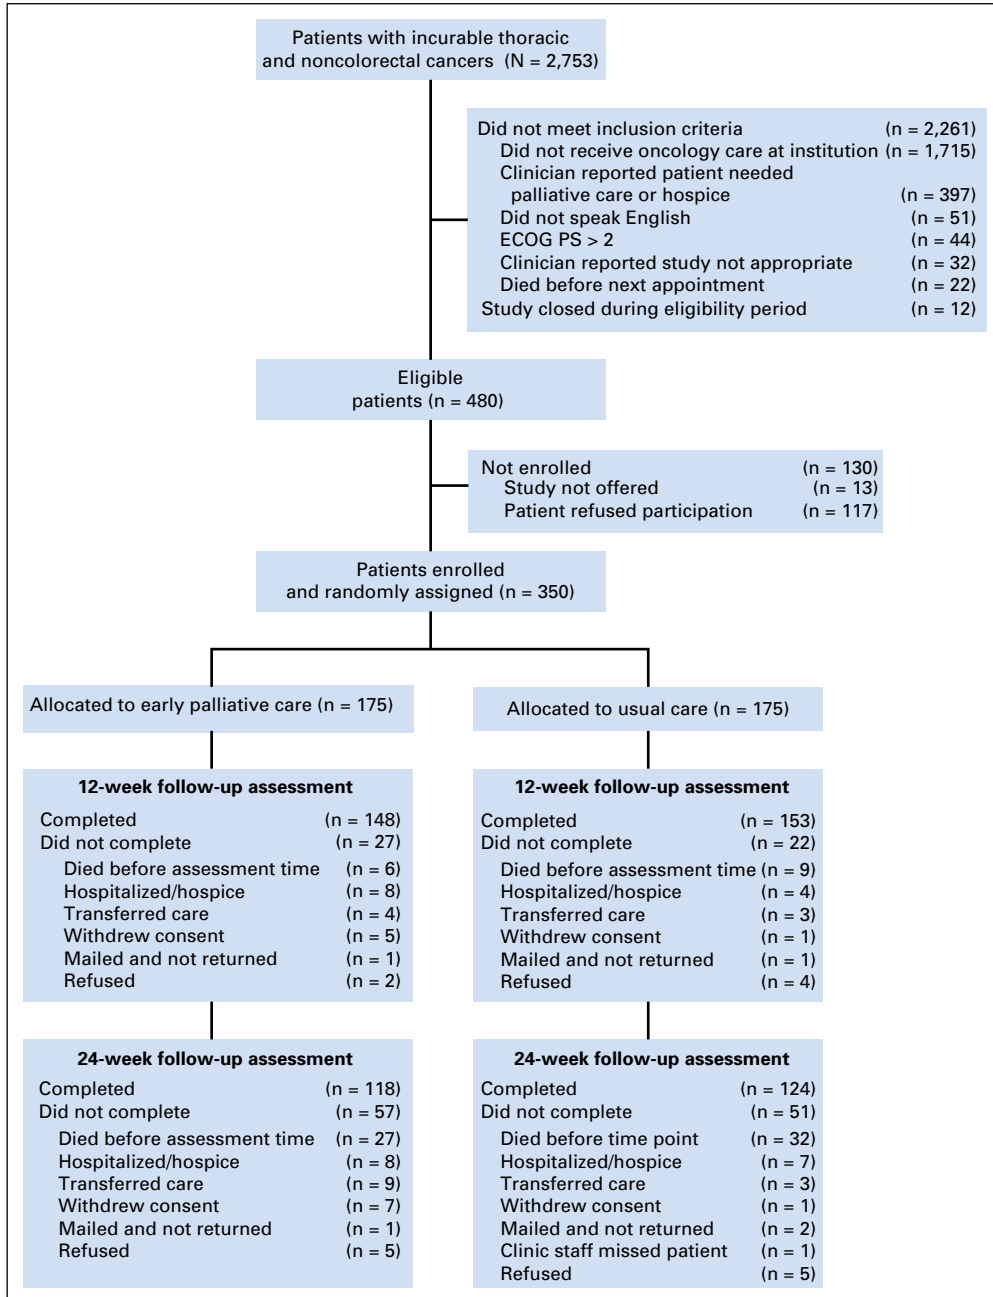 Patients with incurable thoracic
and noncolorectal cancers (N = 2,753)
Did not meet inclusion criteria (n = 2,261)
Did not receive oncology care at institution (n = 1,715)
Clinician reported patient needed
palliative care or hospice (n = 397)
Did not speak English (n = 51)
ECOG PS > 2 (n = 44)
Clinician reported study not appropriate (n = 32)
Died before next appointment (n = 22)
Study closed during eligibility period (n = 12)
Eligible
patients (n = 480)
Not enrolled (n = 130)
Study not offered (n = 13)
Patient refused participation (n = 117)
Patients enrolled
and randomly assigned (n = 350)
Allocated to early palliative care (n = 175)
12-week follow-up assessment
Completed (n = 148)
Did not complete (n = 27)
Died before assessment time (n = 6)
Hospitalized/hospice (n = 8)
Transferred care (n = 4)
Withdrew consent (n = 5)
Mailed and not returned (n = 1)
Refused (n = 2)
24-week follow-up assessment
Completed (n = 118)
Did not complete (n = 57)
Died before assessment time (n = 27)
Hospitalized/hospice (n = 8)
Transferred care (n = 9)
Withdrew consent (n = 7)
Mailed and not returned (n = 1)
Refused (n = 5)
Allocated to usual care (n = 175)
12-week follow-up assessment
Completed (n = 153)
Did not complete (n = 22)
Died before assessment time (n = 9)
Hospitalized/hospice (n = 4)
Transferred care (n = 3)
Withdrew consent (n = 1)
Mailed and not returned (n = 1)
Refused (n = 4)
24-week follow-up assessment
Completed (n = 124)
Did not complete (n = 51)
Died before time point (n = 32)
Hospitalized/hospice (n = 7)
Transferred care (n = 3)
Withdrew consent (n = 1)
Mailed and not returned (n = 2)
Clinic staff missed patient (n = 1)
Refused (n = 5)